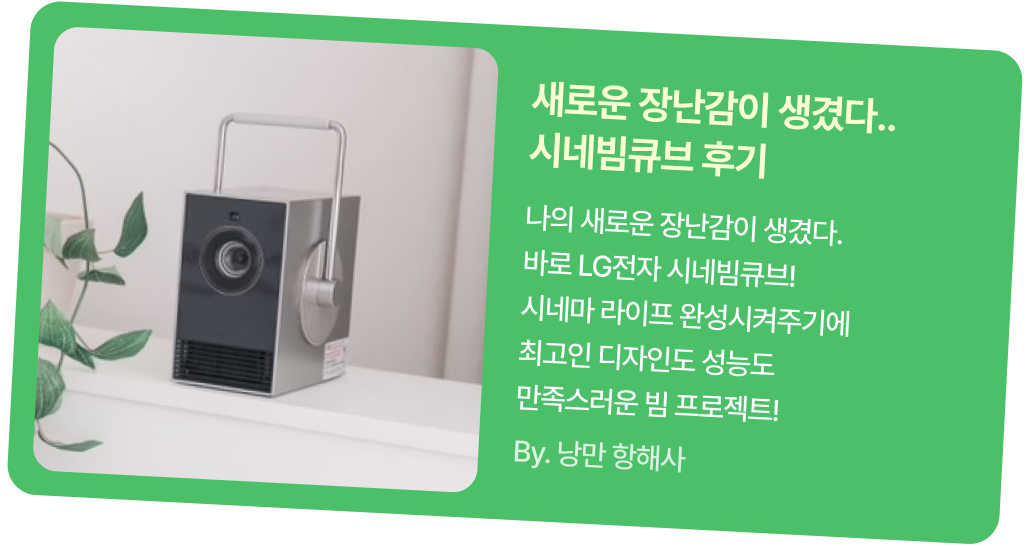 새로운 장난감이 생겼다..
시네빔큐브 후기
나의 새로운 장난감이 생겼다.
바로 LG전자 시네빔큐브!
시네마 라이프 완성시켜주기에
최고인 디자인도 성능도
만족스러운 빔 프로젝트!
By. 낭만 항해사